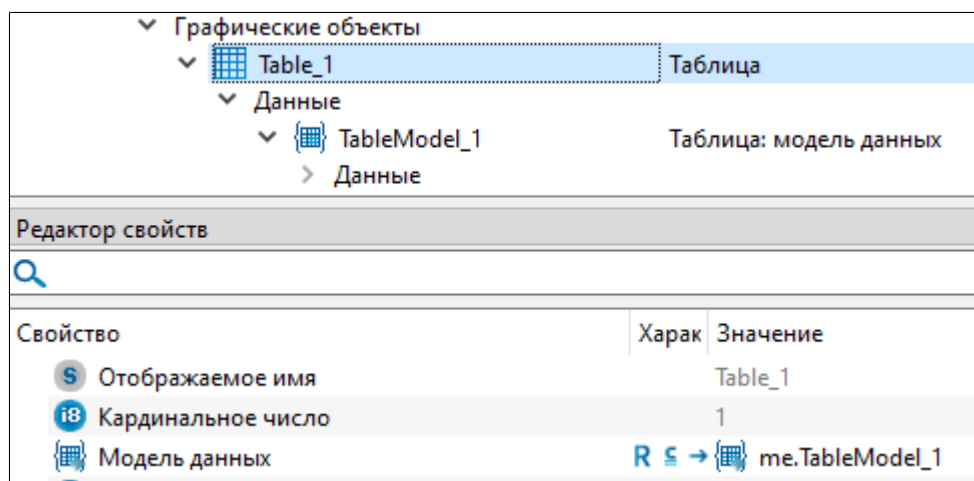 Графические объекты
Table_1 Таблица
Данные
TableModel_1 Таблица: модель данных
Данные
Редактор свойств
Свойство Харак Значение
S Отображаемое имя Table_1
i8 Кардинальное число 1
Модель данных R ⊆ → me.TableModel_1